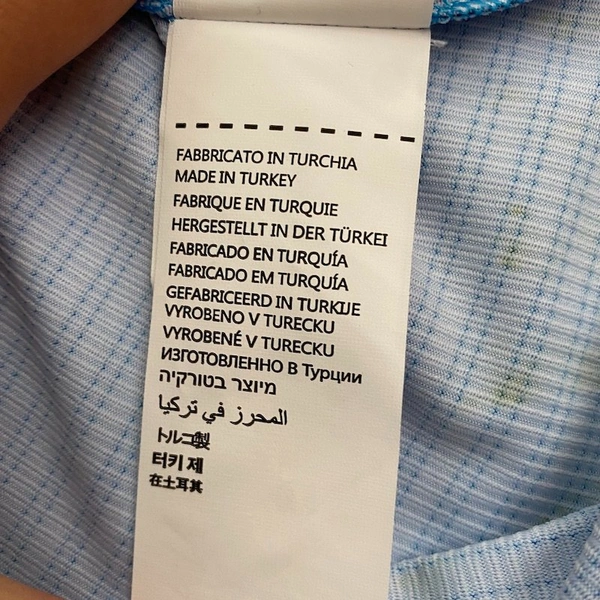 FABBRICATO IN TURCHIA
MADE IN TURKEY
FABRIQUE EN TURQUIE
HERGESTELLT IN DER TÜRKEI
FABRICADO EN TURQUÍA
FABRICADO EM TURQUÍA
GEFABRICEERD IN TURKIJE
VYROBENO V TURECKU
VYROBENÉ V TURECKU
ИЗГОТОВЛЕННО В Турции
מיוצר בטורקיה
المحرز في تركيا
トルコ製
터키 제
在土耳其